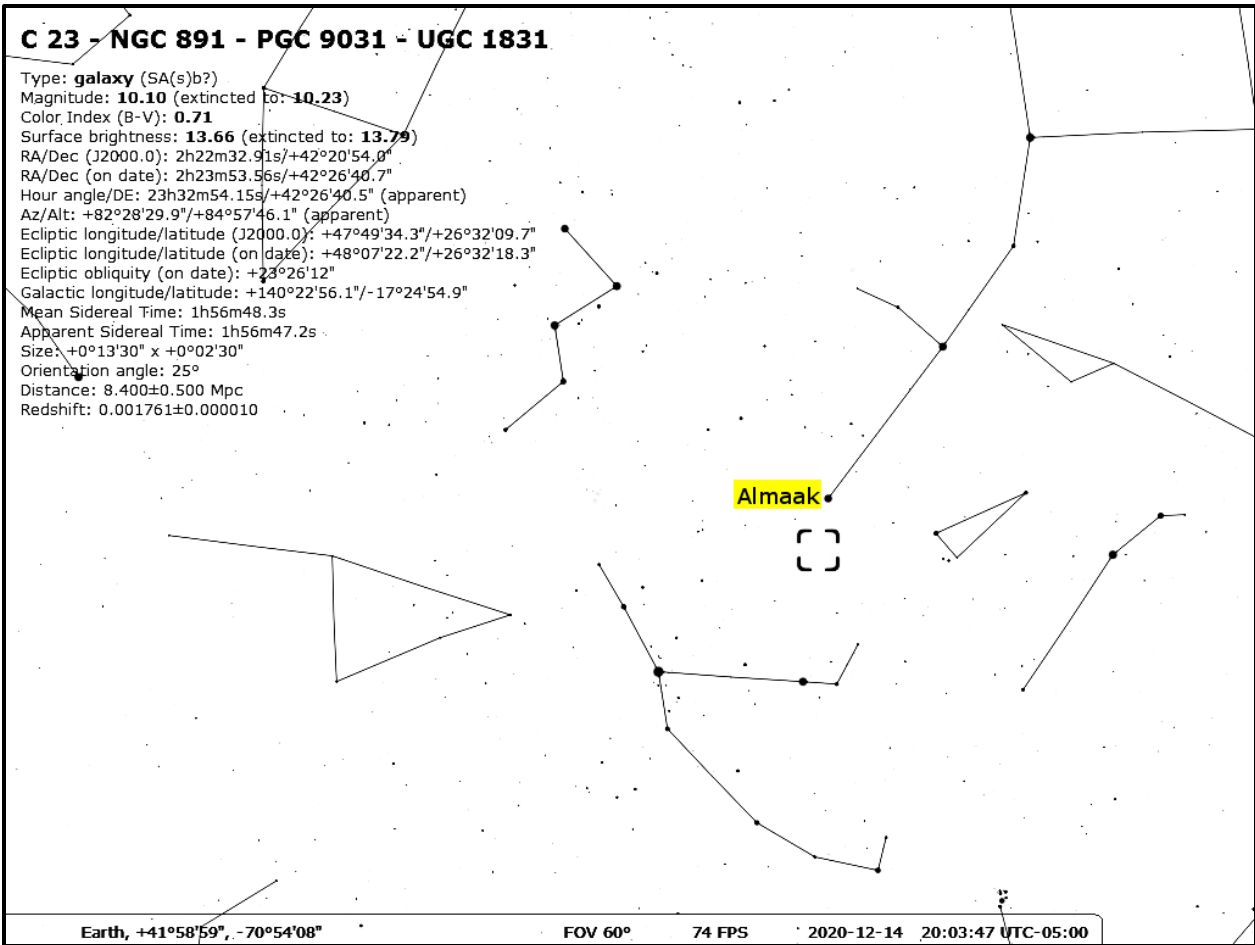 C 23 - NGC 891 - PGC 9031 - UGC 1831
Type: galaxy (SA(s)b?)
Magnitude: 10.10 (extincted to: 10.23)
Color Index (B-V): 0.71
Surface brightness: 13.66 (extincted to: 13.79)
RA/Dec (J2000.0): 2h22m32.91s/+42°20'54.0"
RA/Dec (on date): 2h23m53.56s/+42°26'40.7"
Hour angle/DE: 23h32m54.15s/+42°26'40.5" (apparent)
Az/Alt: +82°28'29.9"/+84°57'46.1" (apparent)
Ecliptic longitude/latitude (J2000.0): +47°49'34.3"/+26°32'09.7"
Ecliptic longitude/latitude (on date): +48°07'22.2"/+26°32'18.3"
Ecliptic obliquity (on date): +23°26'12"
Galactic longitude/latitude: +140°22'56.1"/-17°24'54.9"
Mean Sidereal Time: 1h56m48.3s
Apparent Sidereal Time: 1h56m47.2s
Size: +0°13'30" x +0°02'30"
Orientation angle: 25°
Distance: 8.400±0.500 Mpc
Redshift: 0.001761±0.000010
Almaak
Earth, +41°58'59", -70°54'08" FOV 60° 74 FPS 2020-12-14 20:03:47 UTC-05:00